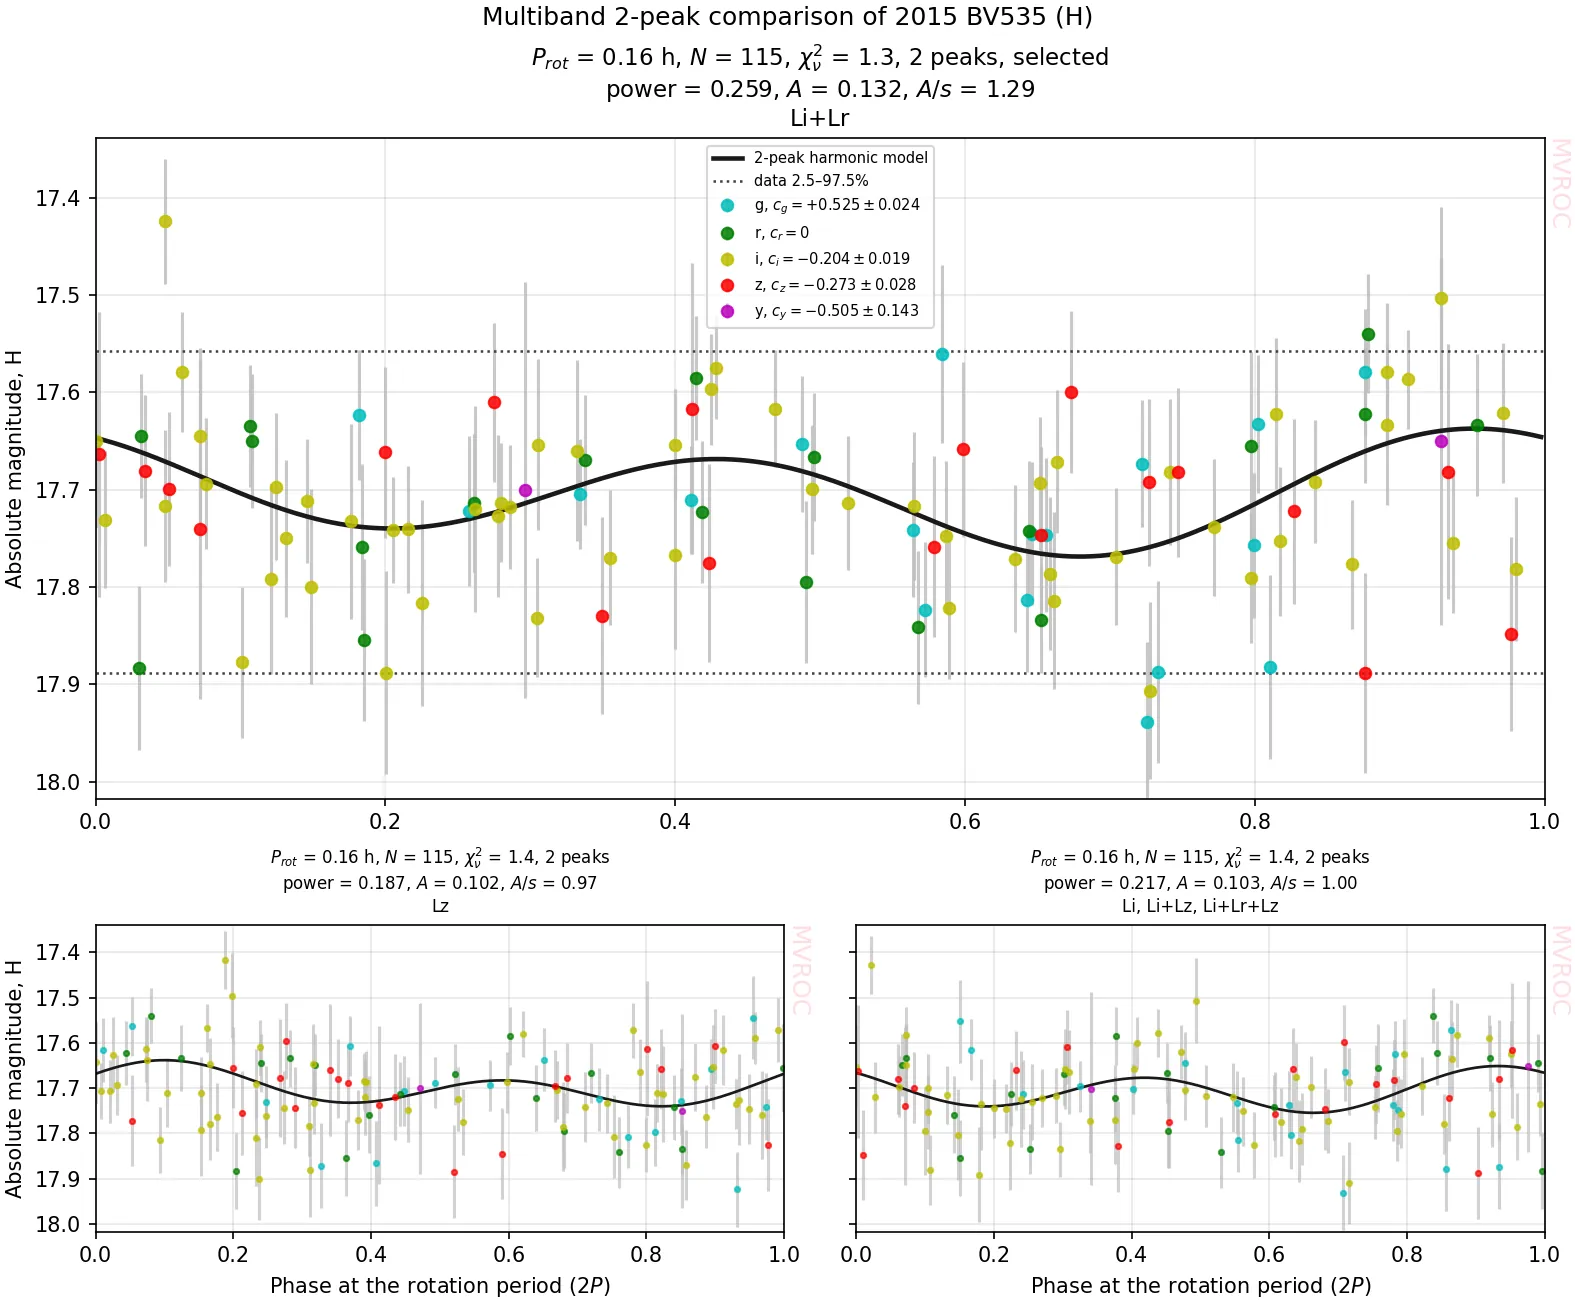 Multiband 2-peak comparison of 2015 BV535 (H)
P_rot = 0.16 h, N = 115, χ²_ν = 1.3, 2 peaks, selected
power = 0.259, A = 0.132, A/s = 1.29
Li+Lr
Absolute magnitude, H
17.4
17.5
17.6
17.7
17.8
17.9
18.0
2-peak harmonic model
data 2.5–97.5%
g, c_g = +0.525 ± 0.024
r, c_r = 0
i, c_i = −0.204 ± 0.019
z, c_z = −0.273 ± 0.028
y, c_y = −0.505 ± 0.143
MVROC
0.0 0.2 0.4 0.6 0.8 1.0
P_rot = 0.16 h, N = 115, χ²_ν = 1.4, 2 peaks
power = 0.187, A = 0.102, A/s = 0.97
Lz
Absolute magnitude, H
17.4
17.5
17.6
17.7
17.8
17.9
18.0
MVROC
0.0 0.2 0.4 0.6 0.8 1.0
Phase at the rotation period (2P)
P_rot = 0.16 h, N = 115, χ²_ν = 1.4, 2 peaks
power = 0.217, A = 0.103, A/s = 1.00
Li, Li+Lz, Li+Lr+Lz
MVROC
0.0 0.2 0.4 0.6 0.8 1.0
Phase at the rotation period (2P)